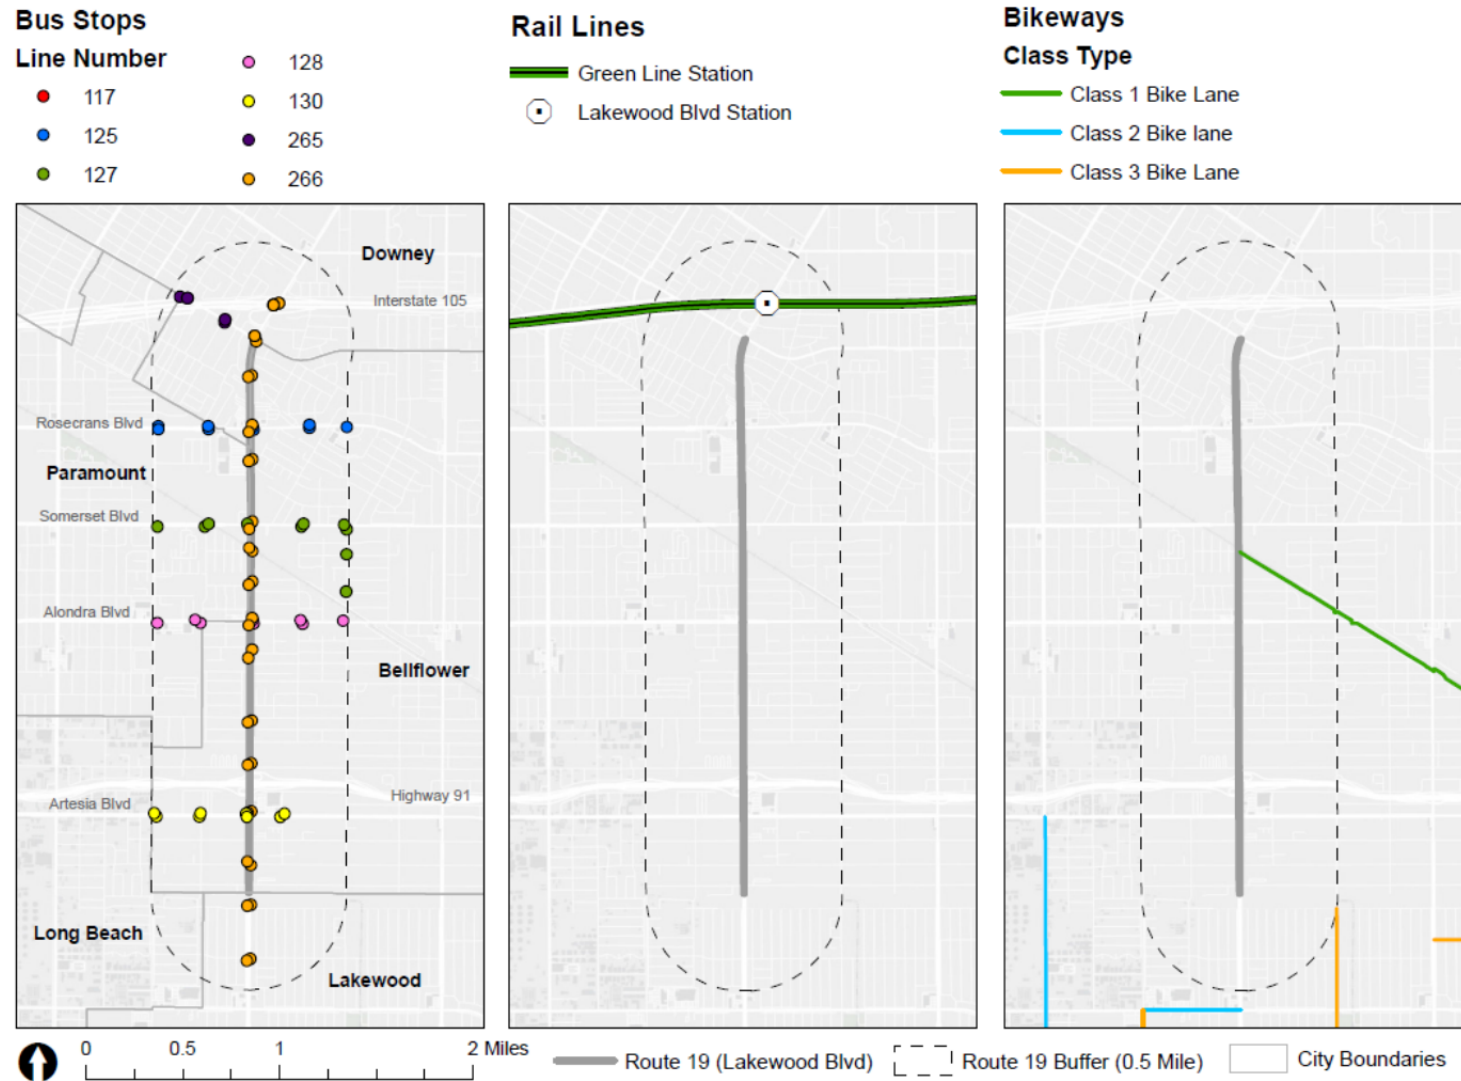 Bus Stops
Line Number
117
125
127
128
130
265
266
Rail Lines
Green Line Station
Lakewood Blvd Station
Bikeways
Class Type
Class 1 Bike Lane
Class 2 Bike lane
Class 3 Bike Lane
Downey
Interstate 105
Rosecrans Blvd
Paramount
Somerset Blvd
Alondra Blvd
Bellflower
Highway 91
Artesia Blvd
Long Beach
Lakewood
0 0.5 1 2 Miles
Route 19 (Lakewood Blvd)
Route 19 Buffer (0.5 Mile)
City Boundaries